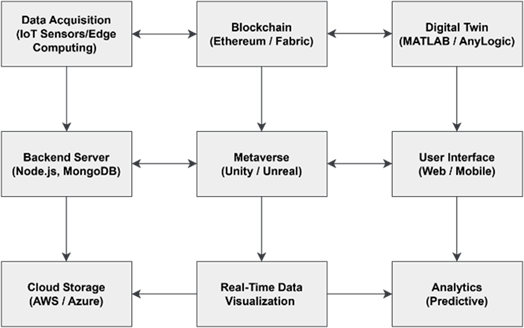 Data Acquisition
(IoT Sensors/Edge
Computing)
Blockchain
(Ethereum / Fabric)
Digital Twin
(MATLAB / AnyLogic)
Backend Server
(Node.js, MongoDB)
Metaverse
(Unity / Unreal)
User Interface
(Web / Mobile)
Cloud Storage
(AWS / Azure)
Real-Time Data
Visualization
Analytics
(Predictive)